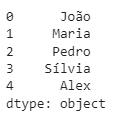 0 João
1 Maria
2 Pedro
3 Sílvia
4 Alex
dtype: object